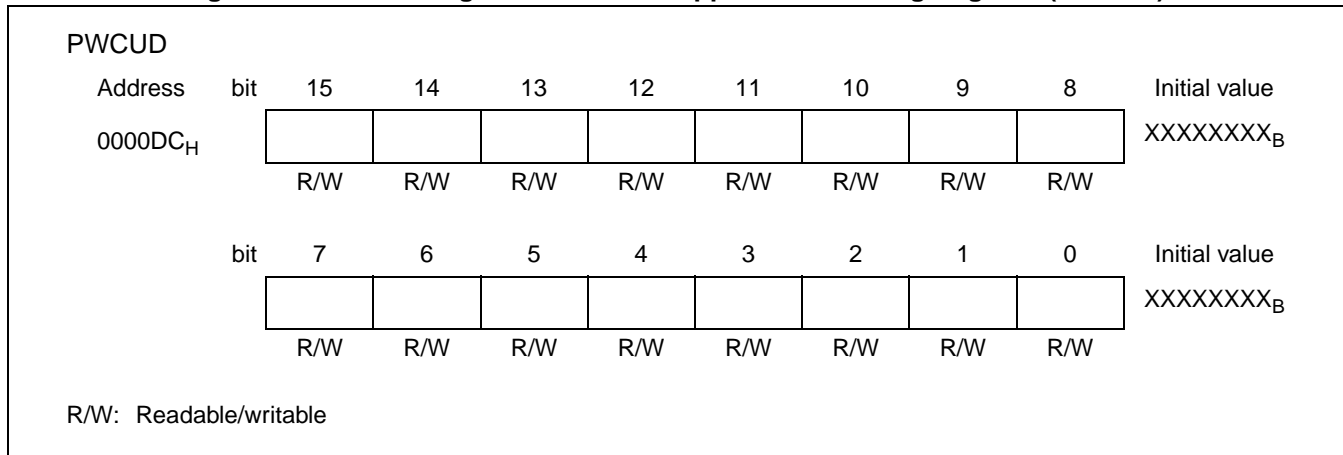 PWCUD
Address bit 15 14 13 12 11 10 9 8 Initial value
0000DCH XXXXXXXXB
R/W R/W R/W R/W R/W R/W R/W R/W
bit 7 6 5 4 3 2 1 0 Initial value
XXXXXXXXB
R/W R/W R/W R/W R/W R/W R/W R/W
R/W: Readable/writable